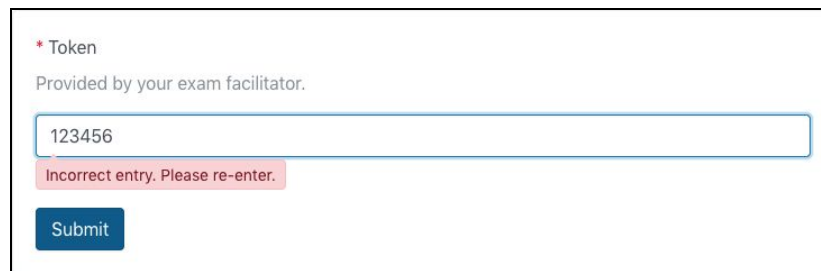 * Token
Provided by your exam facilitator.
123456
Incorrect entry. Please re-enter.
Submit